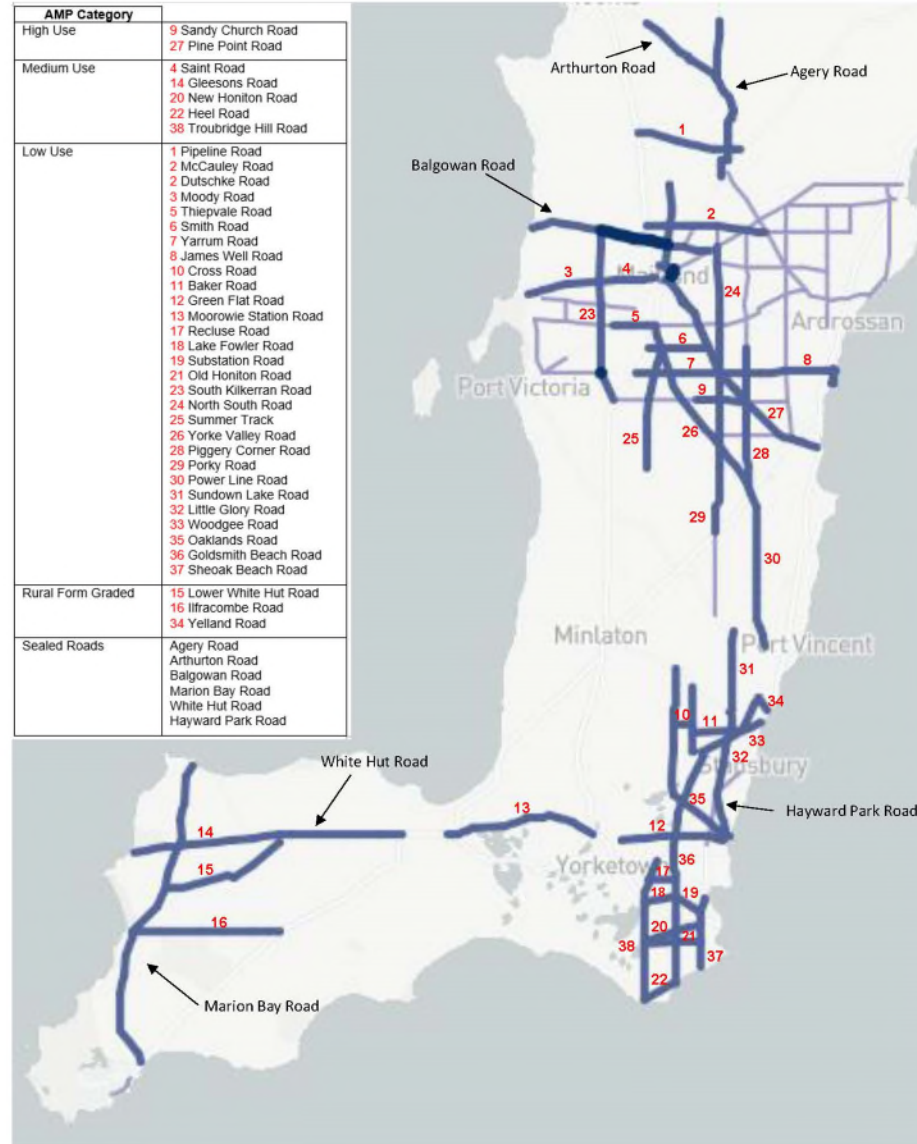 AMP Category
High Use
9 Sandy Church Road
27 Pine Point Road
Medium Use
4 Saint Road
14 Gleesons Road
20 New Honiton Road
22 Heel Road
38 Troubridge Hill Road
Low Use
1 Pipeline Road
2 McCauley Road
2 Dutschke Road
3 Moody Road
5 Thiepvale Road
6 Smith Road
7 Yarrum Road
8 James Well Road
10 Cross Road
11 Baker Road
12 Green Flat Road
13 Moorowie Station Road
17 Recluse Road
18 Lake Fowler Road
19 Substation Road
21 Old Honiton Road
23 South Kilkerran Road
24 North South Road
25 Summer Track
26 Yorke Valley Road
28 Piggery Corner Road
29 Porky Road
30 Power Line Road
31 Sundown Lake Road
32 Little Glory Road
33 Woodgee Road
35 Oaklands Road
36 Goldsmith Beach Road
37 Sheoak Beach Road
Rural Form Graded
15 Lower White Hut Road
16 Ilfracombe Road
34 Yelland Road
Sealed Roads
Agery Road
Arthurton Road
Balgowan Road
Marion Bay Road
White Hut Road
Hayward Park Road
Arthurton Road
Agery Road
1
Balgowan Road
2
3
4
24
23
5
Ardrossan
6
7
8
Port Victoria
9
27
25
26
28
29
30
Minlaton
Port Vincent
31
34
10
11
33
32
White Hut Road
35
Hayward Park Road
13
14
12
Yorketown
36
15
17
18
19
16
20
21
38
37
22
Marion Bay Road